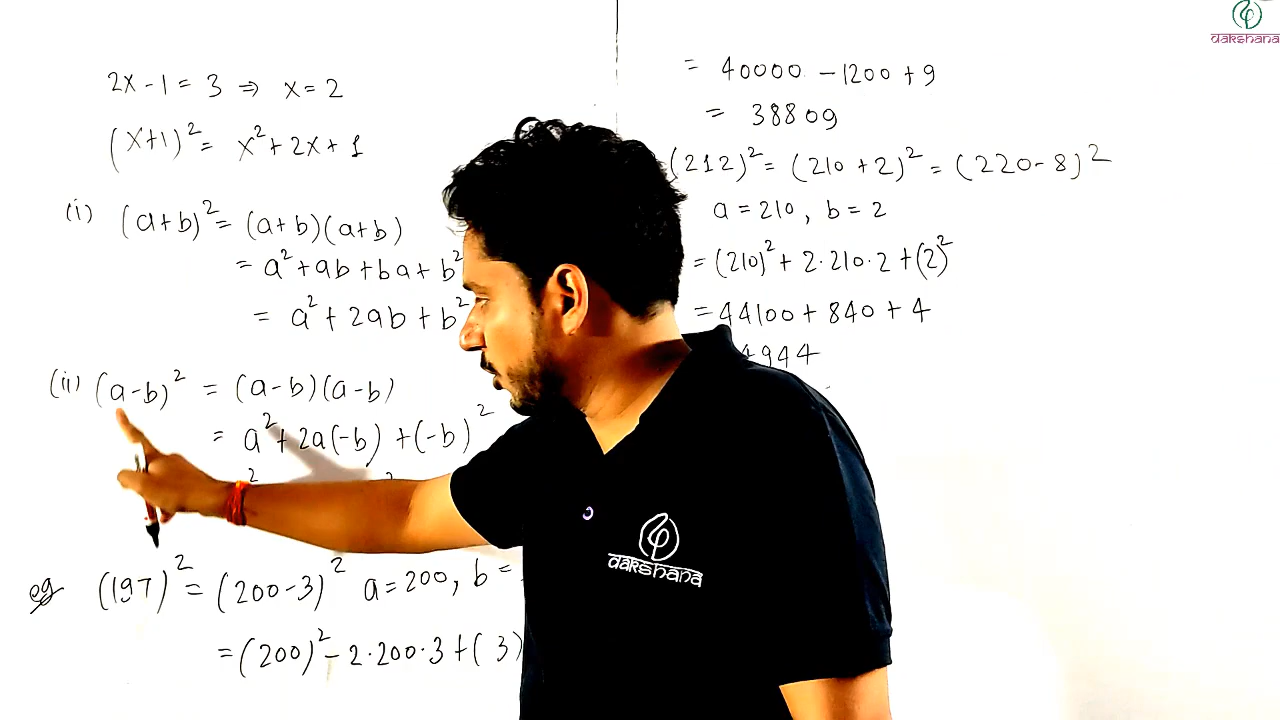 2x - 1 = 3 ⇒ x = 2
(x+1)² = x² + 2x + 1
(i) (a+b)² = (a+b)(a+b)
= a² + ab + ba + b²
= a² + 2ab + b²
(ii) (a-b)² = (a-b)(a-b)
= a² + 2a(-b) + (-b)²
eg (197)² = (200-3)² a = 200, b =
= (200)² - 2·200·3 + (3)
= 40000 - 1200 + 9
= 38809
(212)² = (210+2)² = (220-8)²
a = 210, b = 2
= (210)² + 2·210·2 + (2)²
= 44100 + 840 + 4
4944
dakshana
dakshana